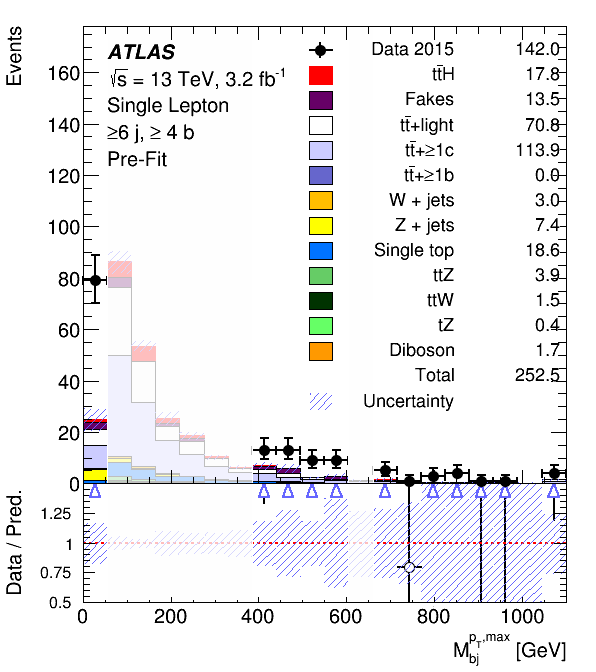 Events
ATLAS
√s = 13 TeV, 3.2 fb⁻¹
Single Lepton
≥6 j, ≥ 4 b
Pre-Fit
Data 2015 142.0
tt̄H 17.8
Fakes 13.5
tt̄+light 70.8
tt̄+≥1c 113.9
tt̄+≥1b 0.0
W + jets 3.0
Z + jets 7.4
Single top 18.6
ttZ 3.9
ttW 1.5
tZ 0.4
Diboson 1.7
Total 252.5
Uncertainty
160
140
120
100
80
60
40
20
0
Data / Pred.
1.25
1
0.75
0.5
0 200 400 600 800 1000
M_bj^{p_T,max} [GeV]